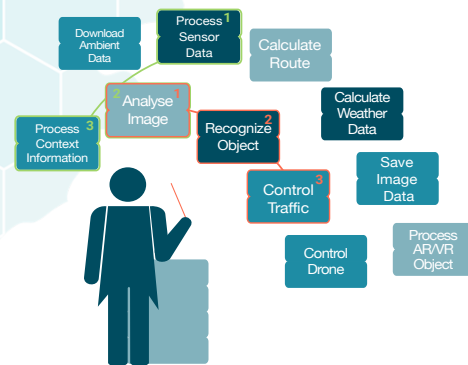 Download
Ambient
Data
Process 1
Sensor
Data
Calculate
Route
2 Analyse 1
Image
Process 3
Context
Information
Recognize 2
Object
Calculate
Weather
Data
Control 3
Traffic
Save
Image
Data
Control
Drone
Process
AR/VR
Object